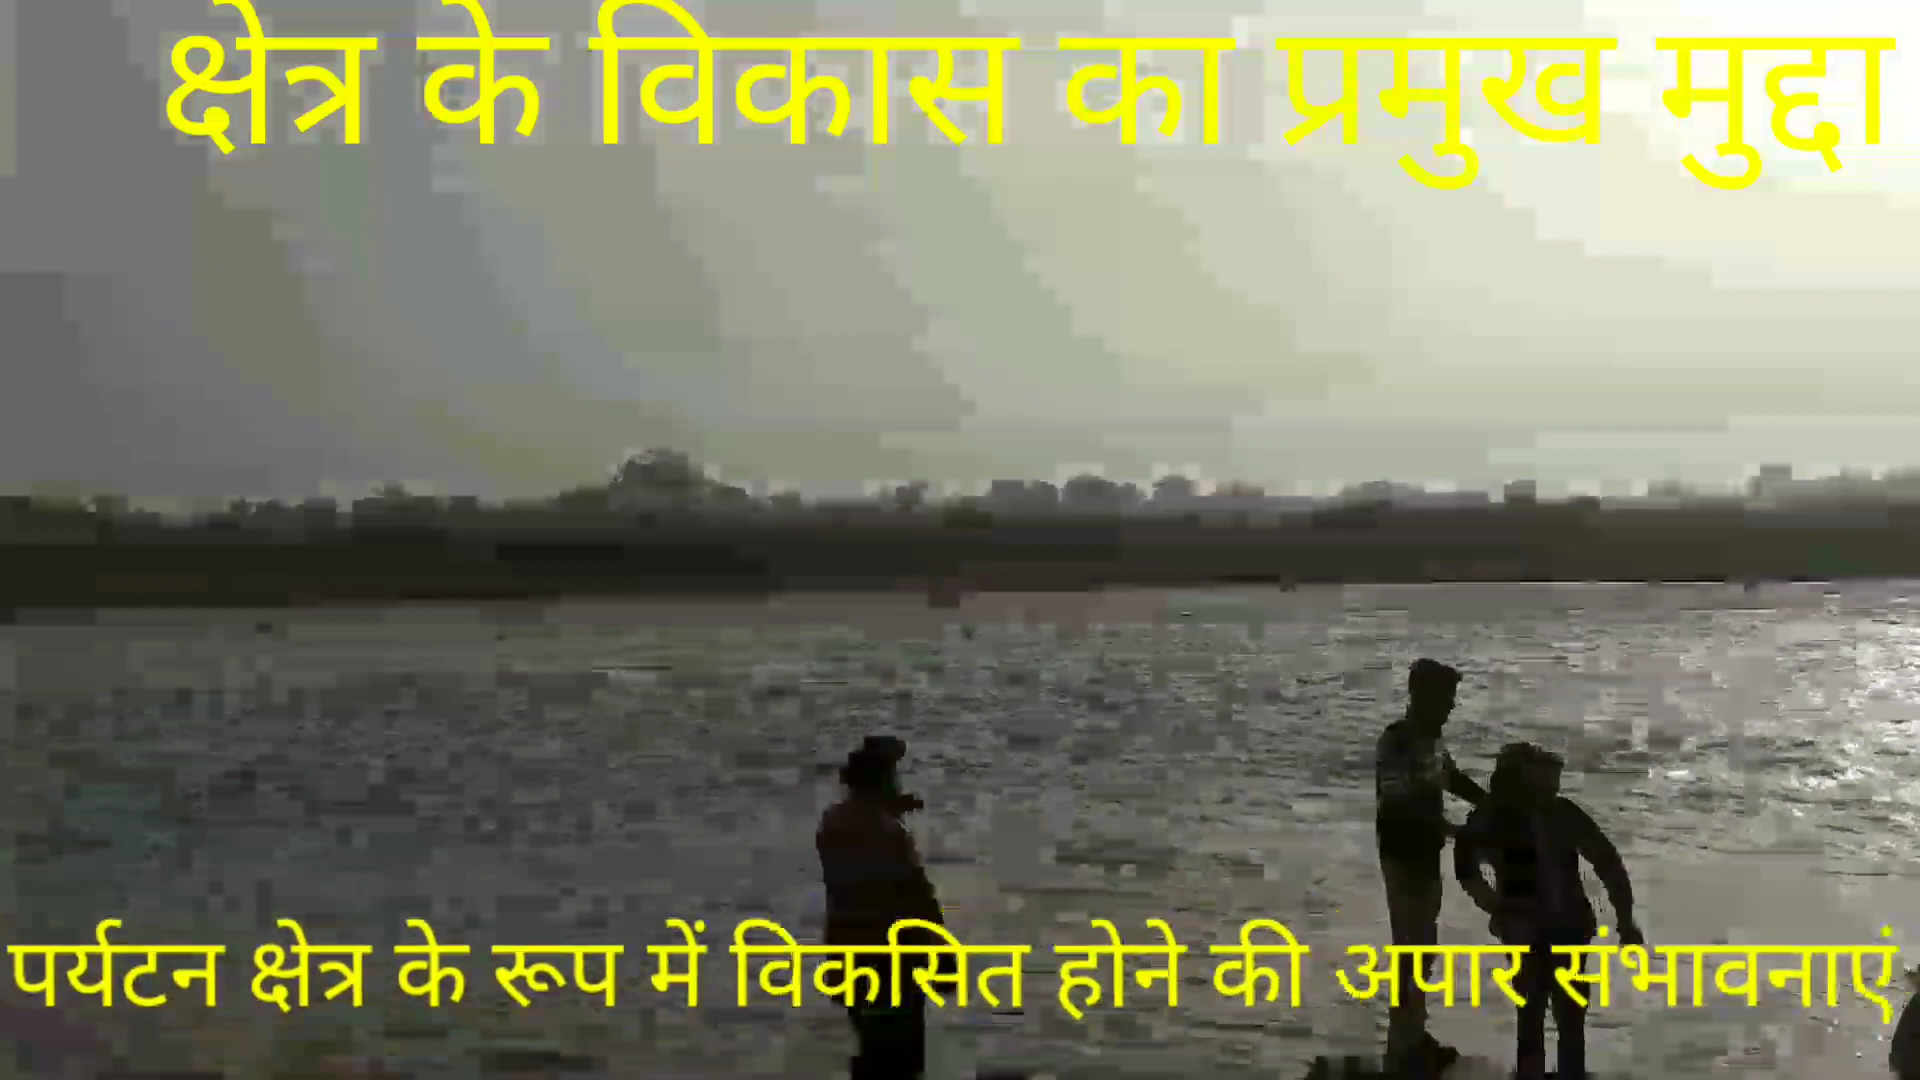 क्षेत्र के विकास का प्रमुख मुद्दा
पर्यटन क्षेत्र के रूप में विकसित होने की अपार संभावनाएं